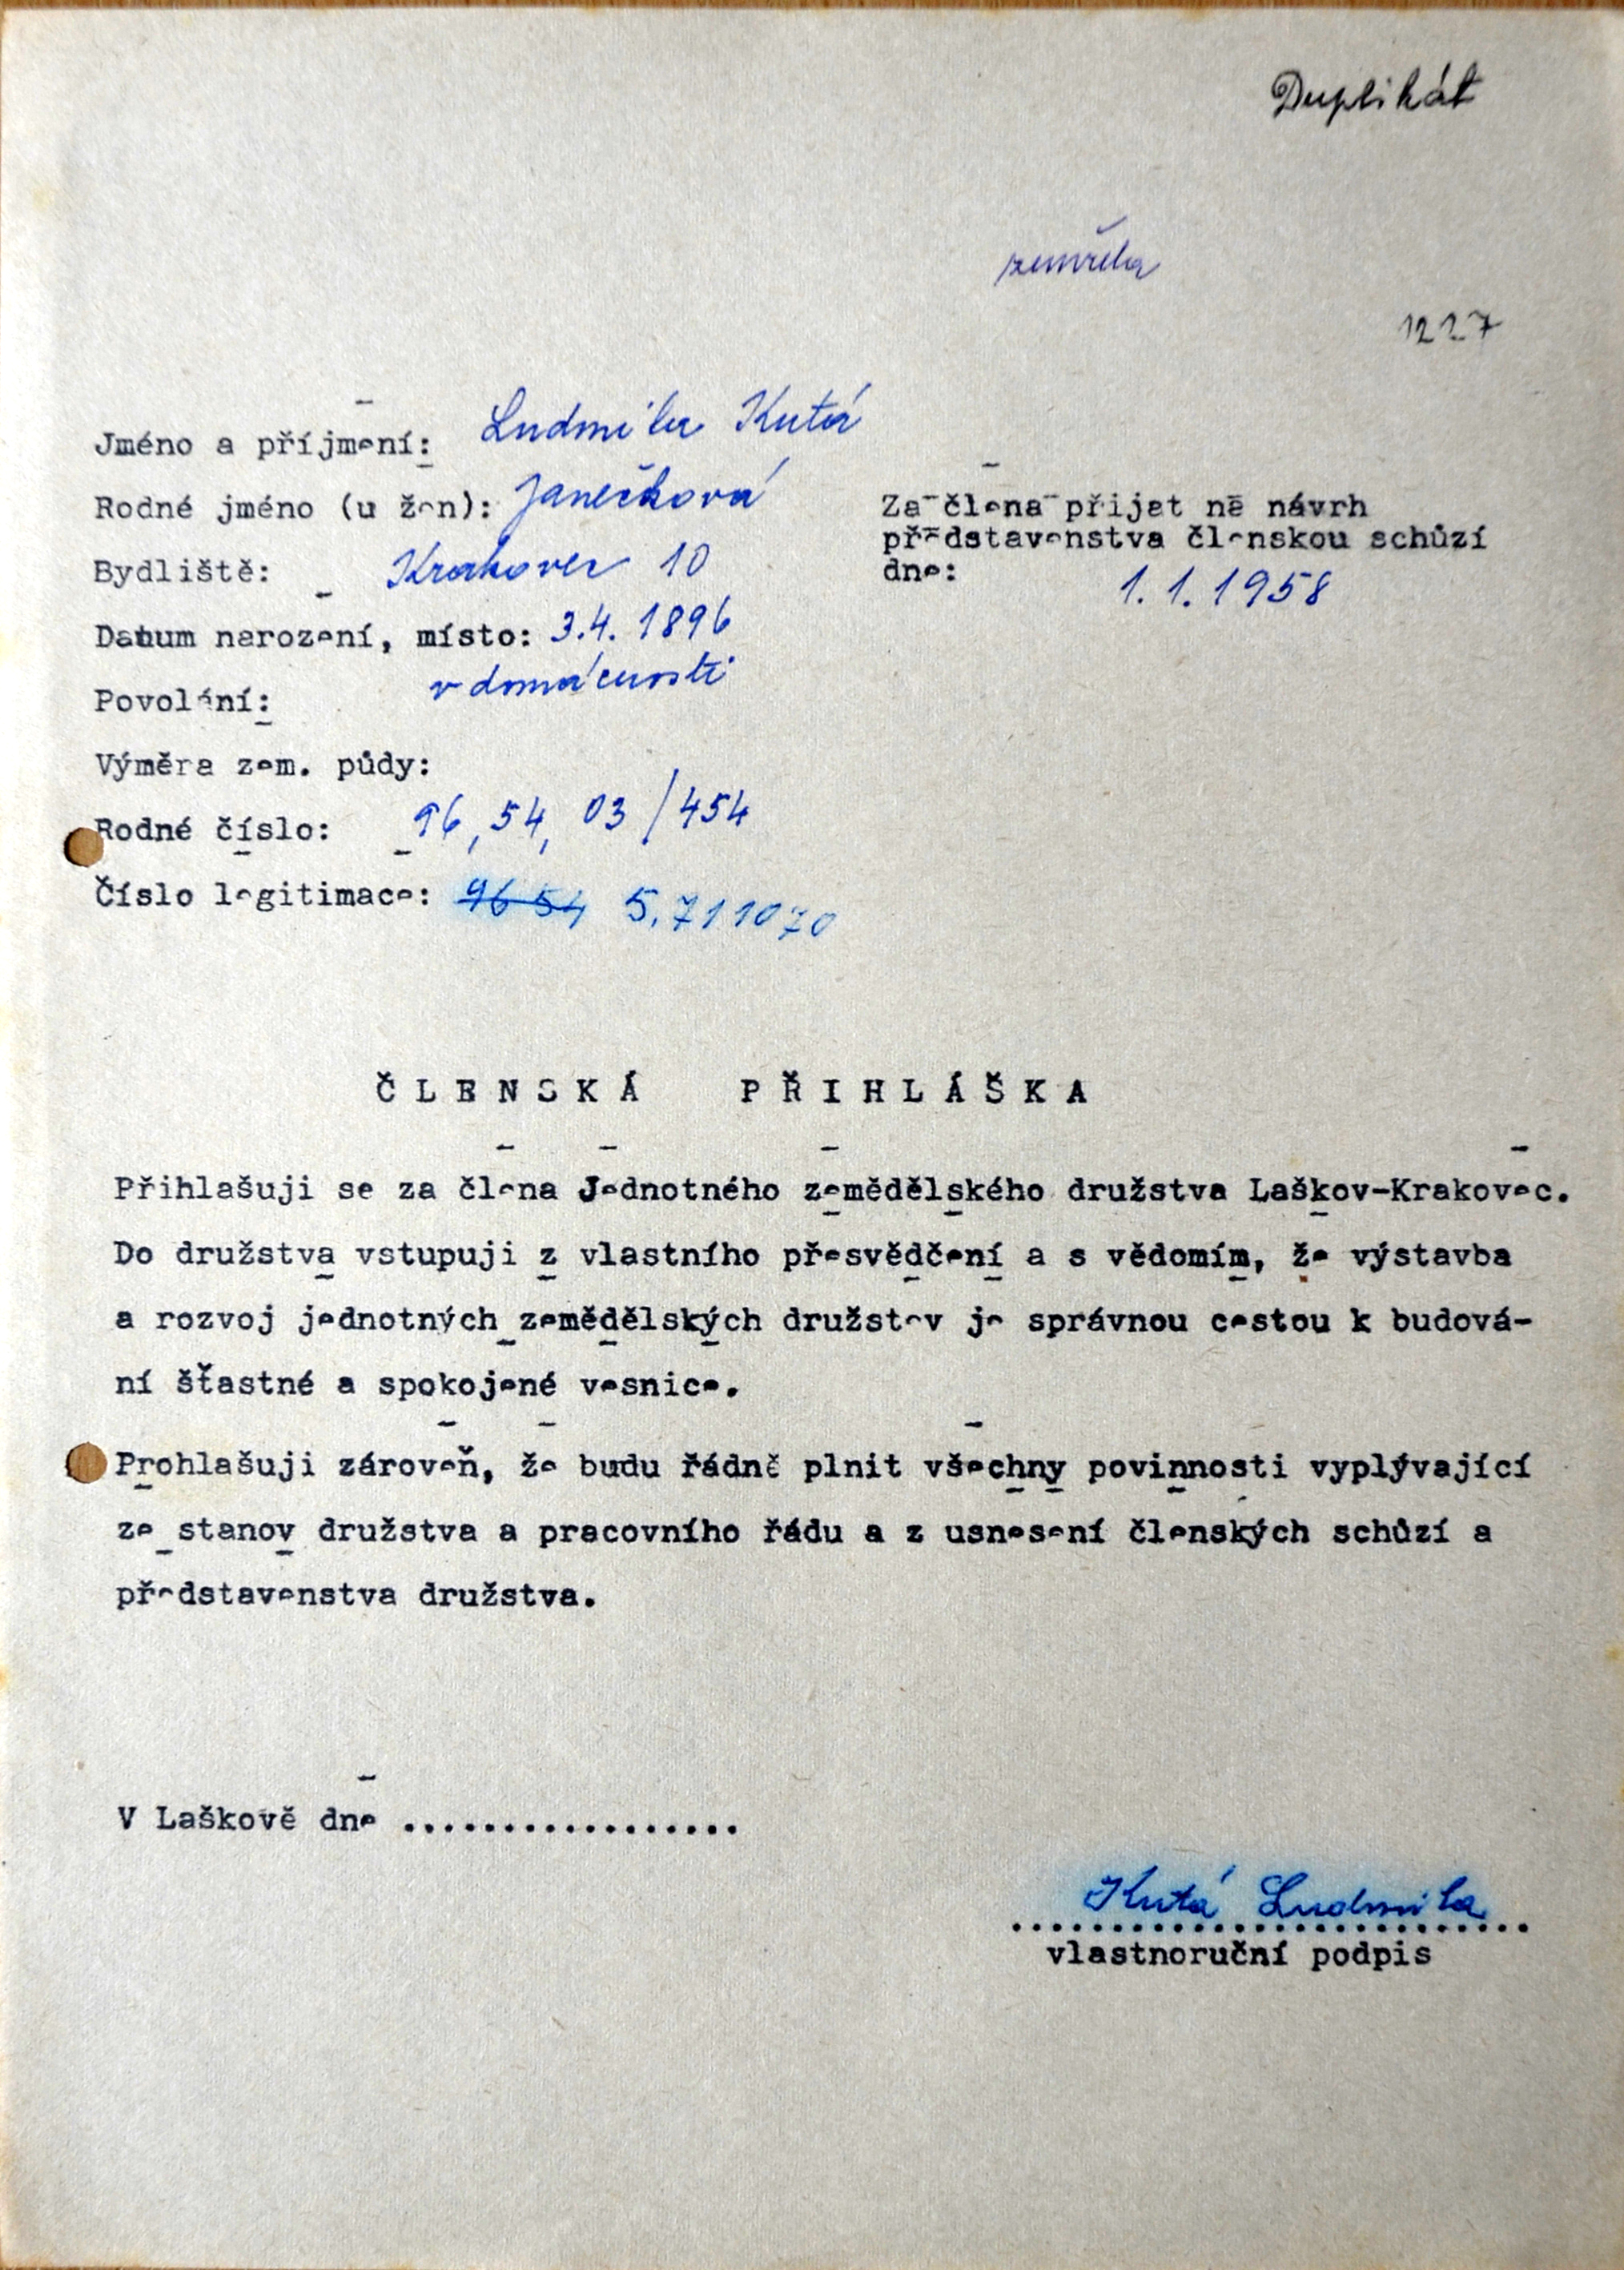 Duplikát
zemřela
1227
Jméno a příjmení: Ludmila Kutá
Rodné jméno (u žen): Janečková
Bydliště: Krakovec 10
Datum narození, místo: 3.4. 1896
Povolání: v domácnosti
Výměra zem. půdy:
Rodné číslo: 96, 54, 03/454
Číslo legitimace: 96 54 5.711070
Za člena přijat na návrh
představenstva členskou schůzí
dne: 1. 1. 1958
ČLENSKÁ PŘIHLÁŠKA
Přihlašuji se za člena Jednotného zemědělského družstva Laškov-Krakovec.
Do družstva vstupuji z vlastního přesvědčení a s vědomím, že výstavba
a rozvoj jednotných zemědělských družstev je správnou cestou k budová-
ní šťastné a spokojené vesnice.
Prohlašuji zároveň, že budu řádně plnit všechny povinnosti vyplývající
ze stanov družstva a pracovního řádu a z usnesení členských schůzí a
představenstva družstva.
V Laškově dne .................
Kutá Ludmila
..........................
vlastnoruční podpis